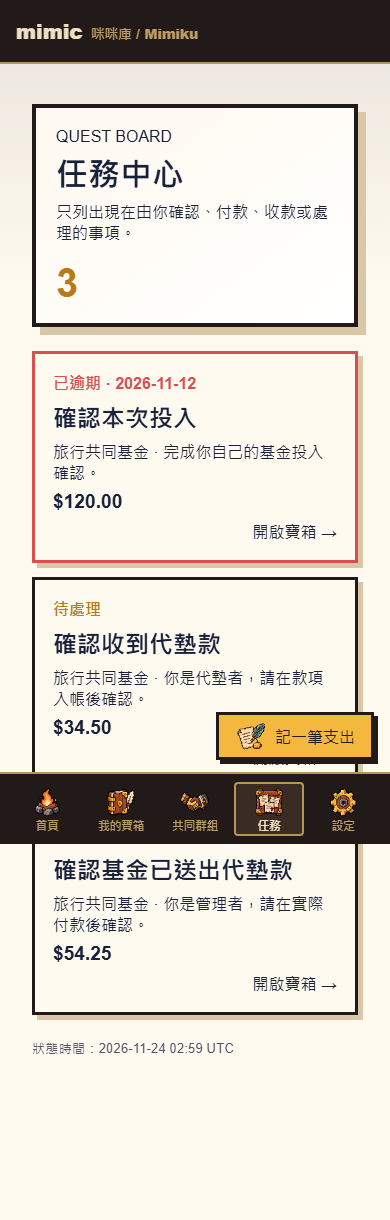 mimic 咪咪庫 / Mimiku
QUEST BOARD
任務中心
只列出現在由你確認、付款、收款或處
理的事項。
3
已逾期 · 2026-11-12
確認本次投入
旅行共同基金 · 完成你自己的基金投入
確認。
$120.00
開啟寶箱 →
待處理
確認收到代墊款
旅行共同基金 · 你是代墊者，請在款項
入帳後確認。
$34.50
記一筆支出
首頁
我的寶箱
共同群組
任務
設定
確認基金已送出代墊款
旅行共同基金 · 你是管理者，請在實際
付款後確認。
$54.25
開啟寶箱 →
狀態時間：2026-11-24 02:59 UTC